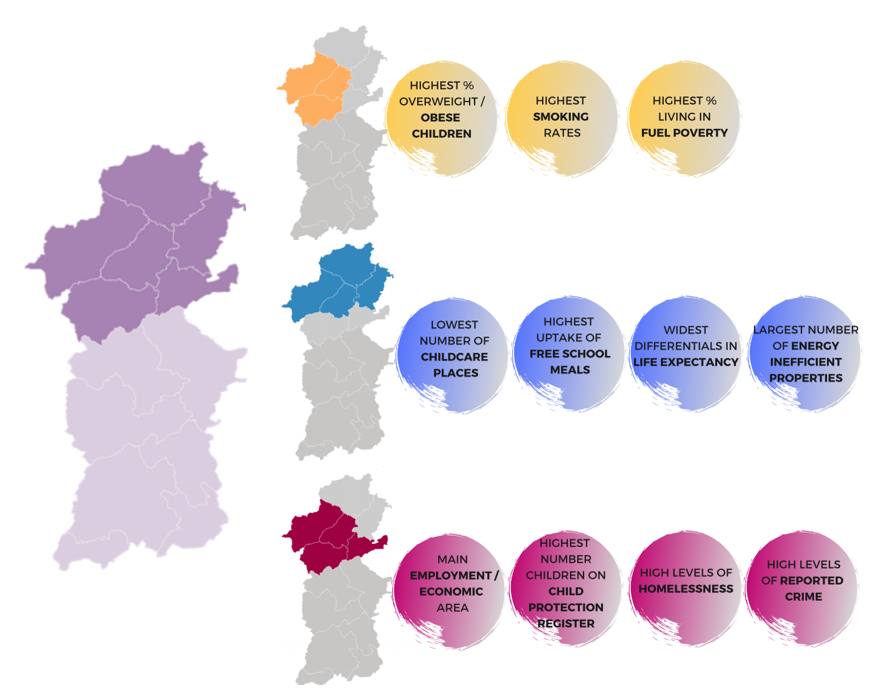 HIGHEST %
OVERWEIGHT /
OBESE
CHILDREN
HIGHEST
SMOKING
RATES
HIGHEST %
LIVING IN
FUEL POVERTY
LOWEST
NUMBER OF
CHILDCARE
PLACES
HIGHEST
UPTAKE OF
FREE SCHOOL
MEALS
WIDEST
DIFFERENTIALS IN
LIFE EXPECTANCY
LARGEST NUMBER
OF ENERGY
INEFFICIENT
PROPERTIES
MAIN
EMPLOYMENT /
ECONOMIC
AREA
HIGHEST
NUMBER
CHILDREN ON
CHILD
PROTECTION
REGISTER
HIGH LEVELS OF
HOMELESSNESS
HIGH LEVELS
OF REPORTED
CRIME